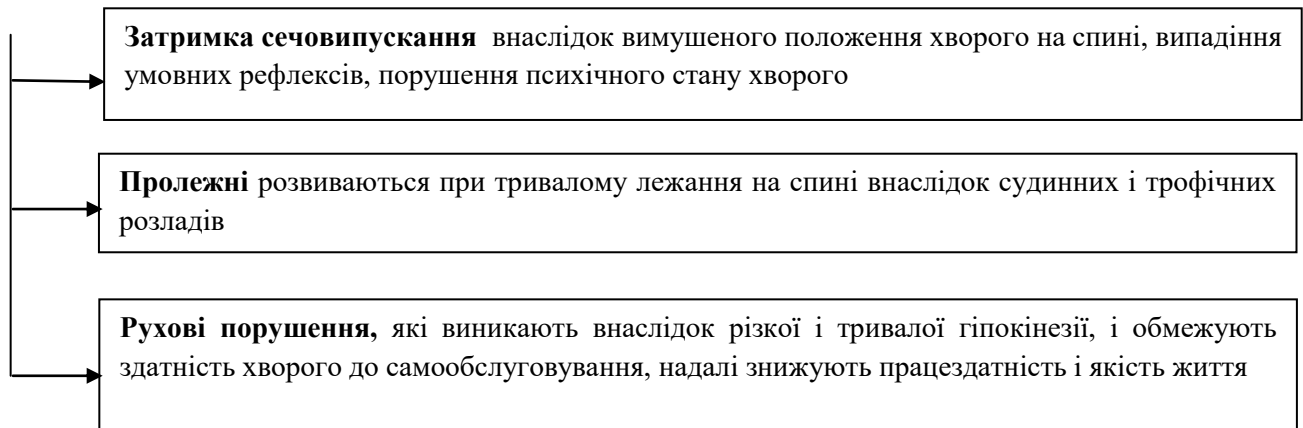 Затримка сечовипускання внаслідок вимушеного положення хворого на спині, випадіння
умовних рефлексів, порушення психічного стану хворого
Пролежні розвиваються при тривалому лежання на спині внаслідок судинних і трофічних
розладів
Рухові порушення, які виникають внаслідок різкої і тривалої гіпокінезії, і обмежують
здатність хворого до самообслуговування, надалі знижують працездатність і якість життя